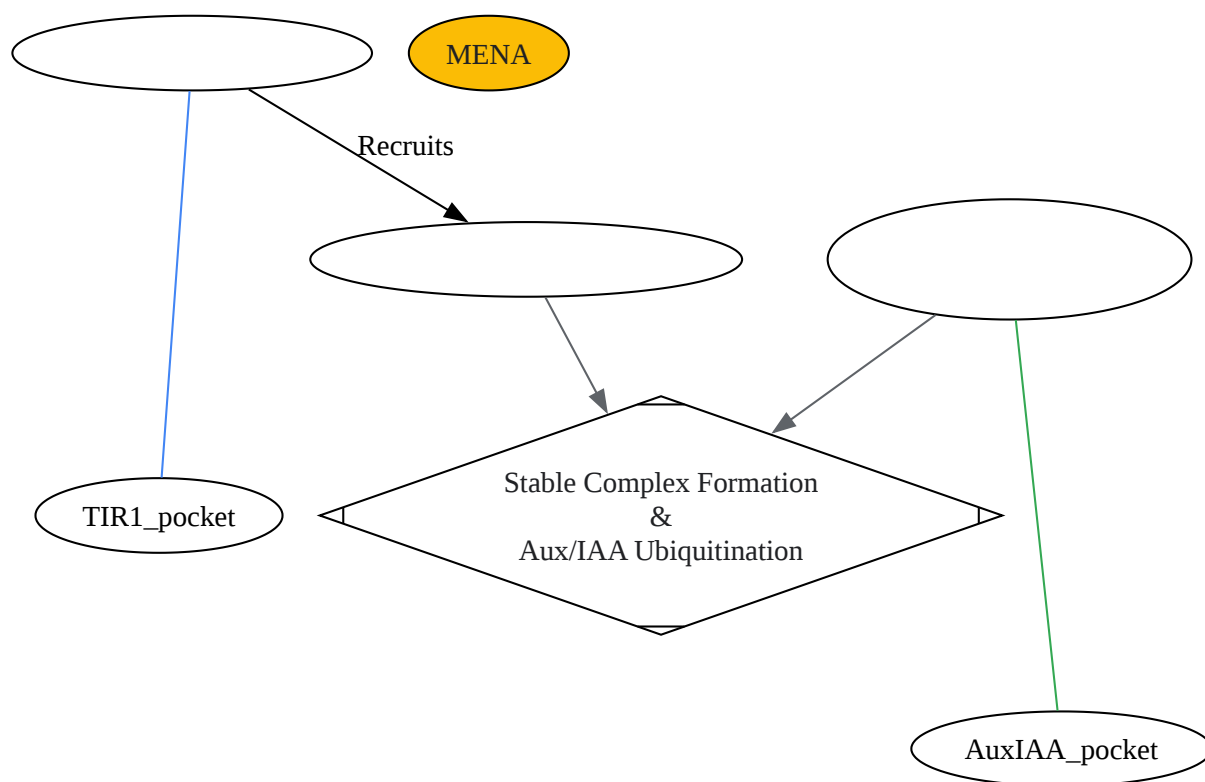 MENA
Recruits
Stable Complex Formation
&
Aux/IAA Ubiquitination
TIR1_pocket
AuxIAA_pocket